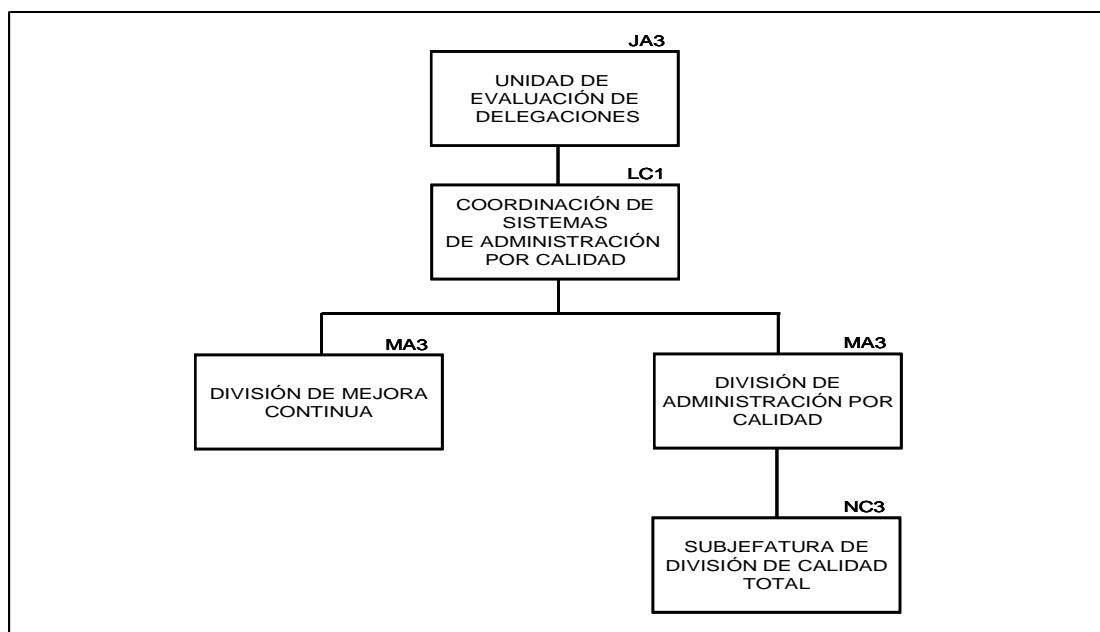 JA3
UNIDAD DE
EVALUACIÓN DE
DELEGACIONES
LC1
COORDINACIÓN DE
SISTEMAS
DE ADMINISTRACIÓN
POR CALIDAD
MA3
DIVISIÓN DE MEJORA
CONTINUA
MA3
DIVISIÓN DE
ADMINISTRACIÓN POR
CALIDAD
NC3
SUBJEFATURA DE
DIVISIÓN DE CALIDAD
TOTAL